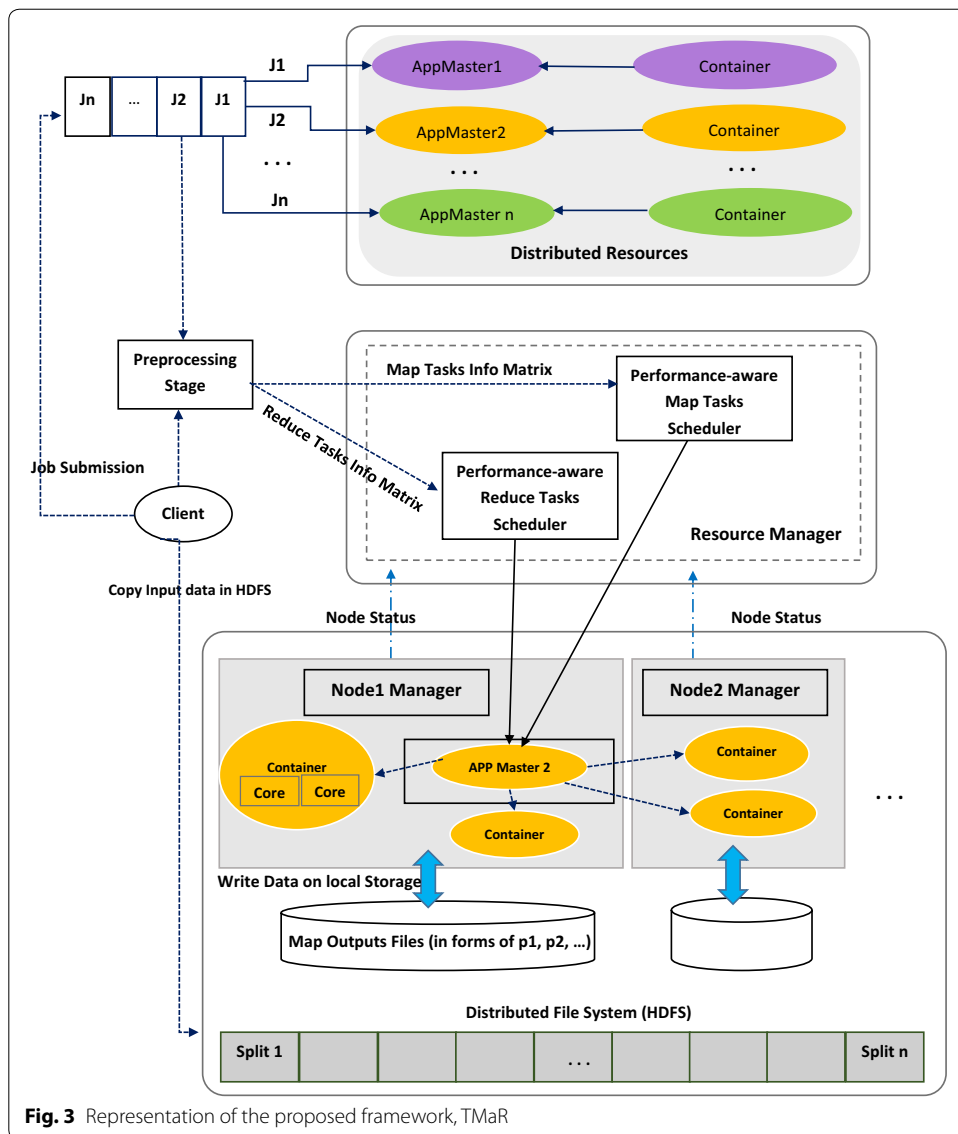 J1
AppMaster1
Container
Jn
...
J2
J1
J2
AppMaster2
Container
. . .
. . .
. . .
Jn
AppMaster n
Container
Distributed Resources
Preprocessing
Stage
Map Tasks Info Matrix
Performance-aware
Map Tasks
Scheduler
Reduce Tasks Info Matrix
Job Submission
Performance-aware
Reduce Tasks
Scheduler
Client
Resource Manager
Copy Input data in HDFS
Node Status
Node Status
Node1 Manager
Node2 Manager
Container
Core
Core
APP Master 2
Container
Container
Container
. . .
Write Data on local Storage
Map Outputs Files (in forms of p1, p2, ...)
Distributed File System (HDFS)
Split 1
. . .
Split n
Fig. 3 Representation of the proposed framework, TMaR